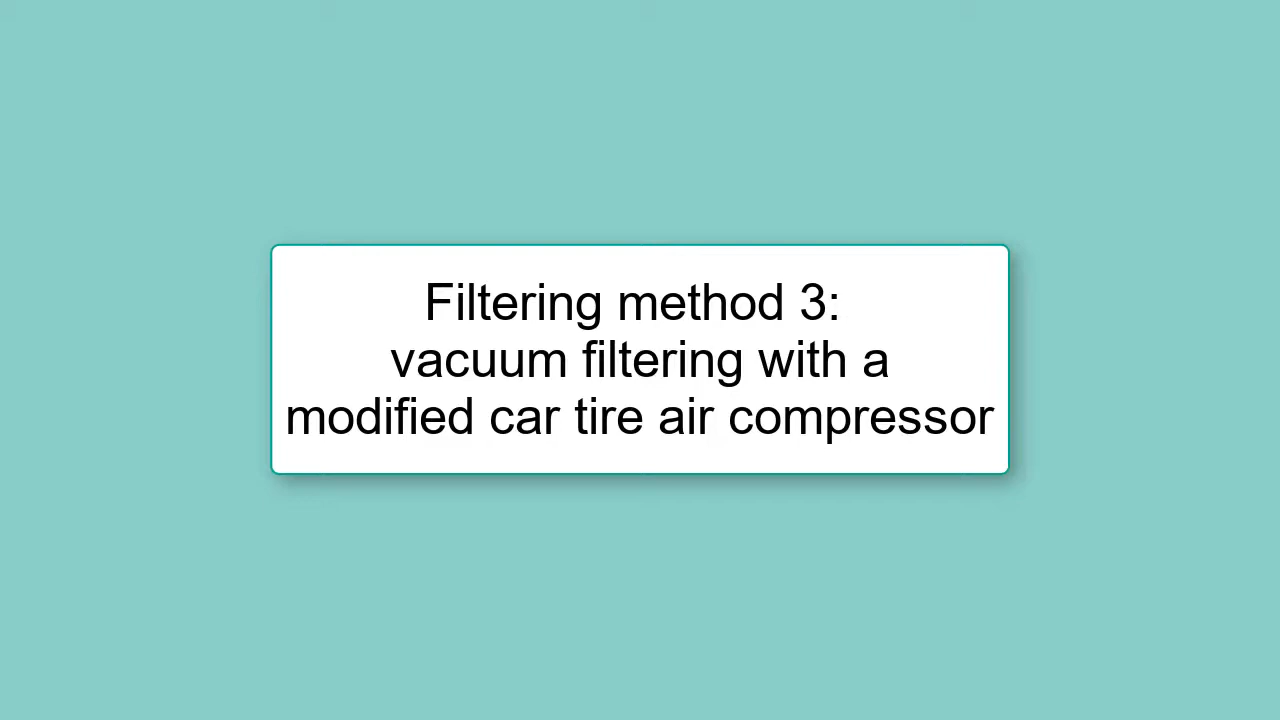 Filtering method 3:
vacuum filtering with a
modified car tire air compressor